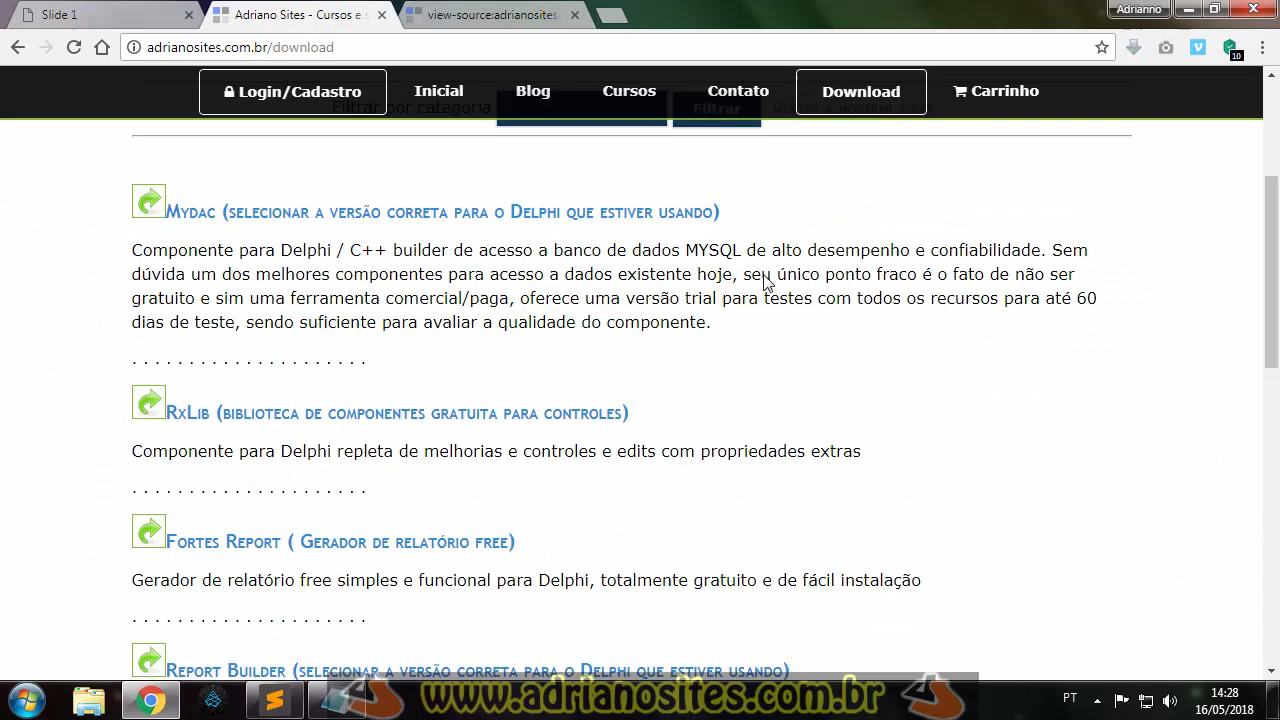 Slide 1
Adriano Sites - Cursos e s
view-source:adrianosites.
Adrianno
adrianosites.com.br/download
10
Login/Cadastro
Inicial
Blog
Cursos
Contato
Download
Carrinho
Filtrar por categoria
Filtrar
Mydac (selecionar a versão correta para o Delphi que estiver usando)
Componente para Delphi / C++ builder de acesso a banco de dados MYSQL de alto desempenho e confiabilidade. Sem
dúvida um dos melhores componentes para acesso a dados existente hoje, seu único ponto fraco é o fato de não ser
gratuito e sim uma ferramenta comercial/paga, oferece uma versão trial para testes com todos os recursos para até 60
dias de teste, sendo suficiente para avaliar a qualidade do componente.
. . . . . . . . . . . . . . . . . . . . .
RxLib (biblioteca de componentes gratuita para controles)
Componente para Delphi repleta de melhorias e controles e edits com propriedades extras
. . . . . . . . . . . . . . . . . . . . .
Fortes Report ( Gerador de relatório free)
Gerador de relatório free simples e funcional para Delphi, totalmente gratuito e de fácil instalação
. . . . . . . . . . . . . . . . . . . . .
Report Builder (selecionar a versão correta para o Delphi que estiver usando)
www.adrianosites.com.br
PT
14:28
16/05/2018